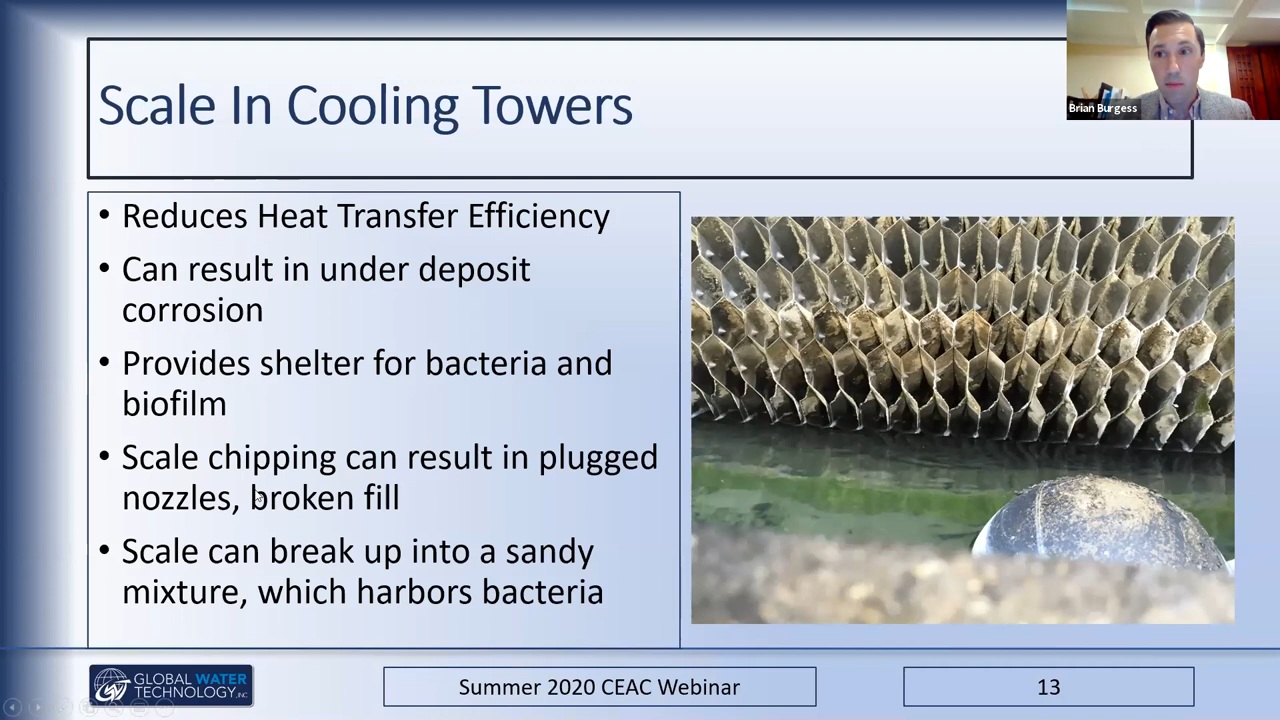 Scale In Cooling Towers
Brian Burgess
• Reduces Heat Transfer Efficiency
• Can result in under deposit
corrosion
• Provides shelter for bacteria and
biofilm
• Scale chipping can result in plugged
nozzles, broken fill
• Scale can break up into a sandy
mixture, which harbors bacteria
GLOBAL WATER
TECHNOLOGY, INC
Summer 2020 CEAC Webinar
13